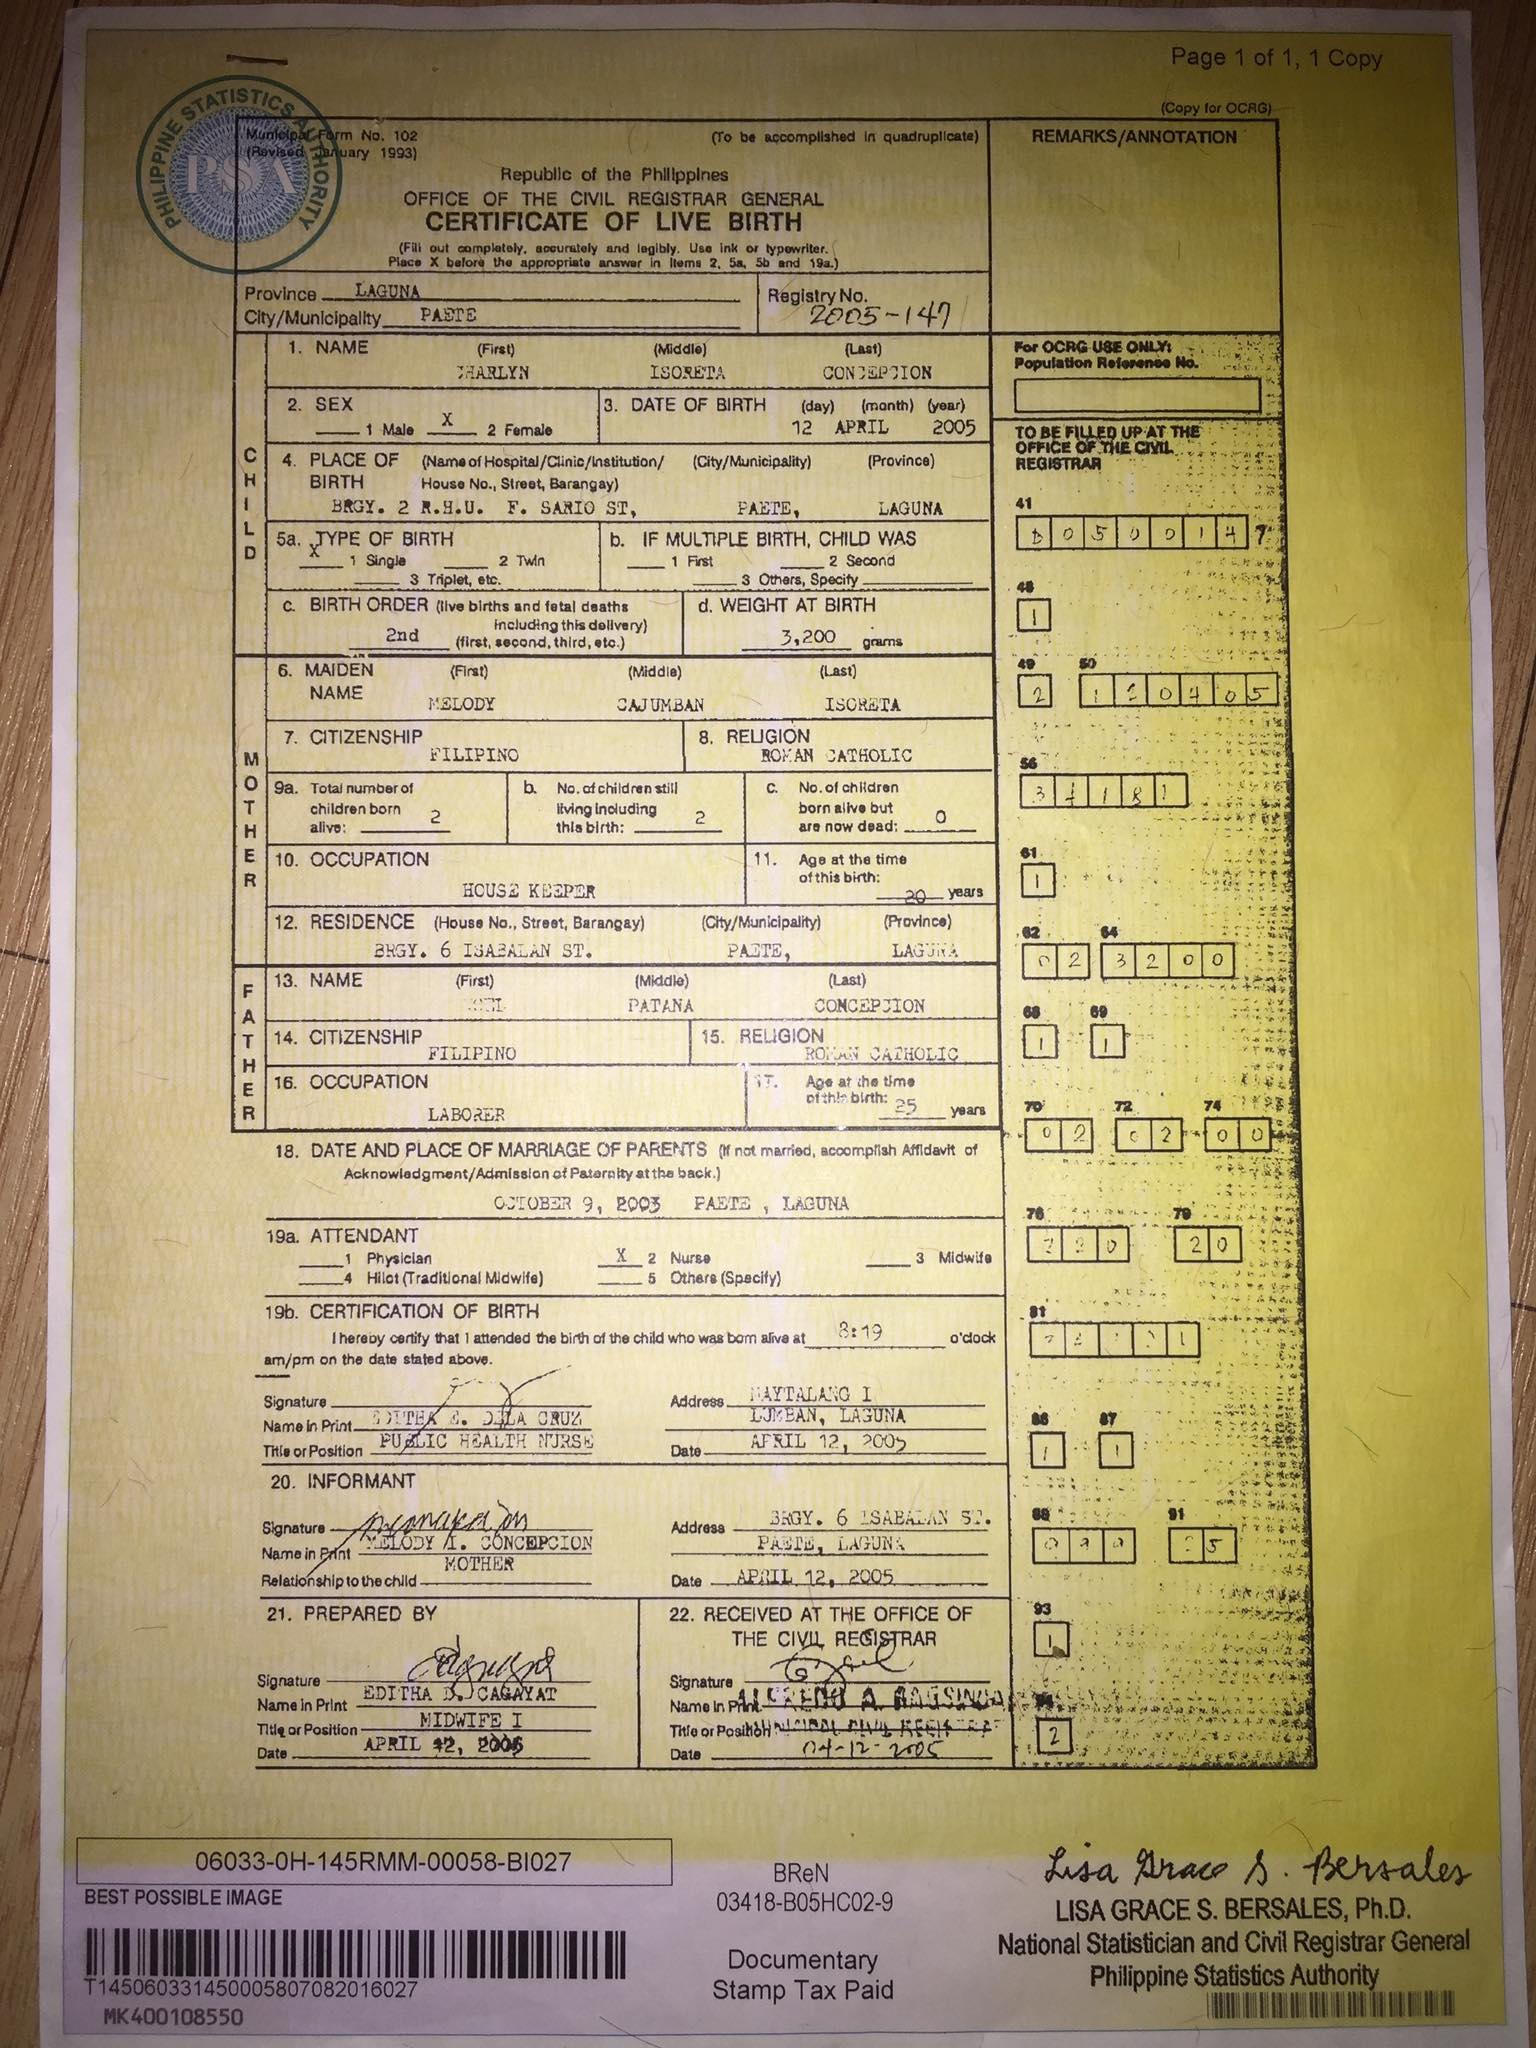 Page 1 of 1, 1 Copy
(Copy for OCRG)
PHILIPPINE STATISTICS AUTHORITY
PSA
Municipal Form No. 102 (To be accomplished in quadruplicate)
(Revised January 1993)
REMARKS/ANNOTATION
Republic of the Philippines
OFFICE OF THE CIVIL REGISTRAR GENERAL
CERTIFICATE OF LIVE BIRTH
(Fill out completely, accurately and legibly. Use ink or typewriter.
Place X before the appropriate answer in items 2, 5a, 5b and 19a.)
Province LAGUNA
City/Municipality PAETE
Registry No.
2005-147
CHILD
1. NAME (First) (Middle) (Last)
CHARLYN ISORETA CONCEPCION
2. SEX
1 Male X 2 Female
3. DATE OF BIRTH (day) (month) (year)
12 APRIL 2005
4. PLACE OF BIRTH (Name of Hospital/Clinic/Institution/ House No., Street, Barangay) (City/Municipality) (Province)
BRGY. 2 R.H.U. F. SARIO ST, PAETE, LAGUNA
5a. TYPE OF BIRTH
X 1 Single 2 Twin
3 Triplet, etc.
b. IF MULTIPLE BIRTH, CHILD WAS
1 First 2 Second
3 Others, Specify
c. BIRTH ORDER (live births and fetal deaths
including this delivery)
2nd (first, second, third, etc.)
d. WEIGHT AT BIRTH
3,200 grams
MOTHER
6. MAIDEN NAME (First) (Middle) (Last)
MELODY CAJUMBAN ISORETA
7. CITIZENSHIP
FILIPINO
8. RELIGION
ROMAN CATHOLIC
9a. Total number of
children born
alive: 2
b. No. of children still
living including
this birth: 2
c. No. of children
born alive but
are now dead: 0
10. OCCUPATION
HOUSE KEEPER
11. Age at the time
of this birth:
20 years
12. RESIDENCE (House No., Street, Barangay) (City/Municipality) (Province)
BRGY. 6 ISABALAN ST. PAETE, LAGUNA
FATHER
13. NAME (First) (Middle) (Last)
PATANA CONCEPCION
14. CITIZENSHIP
FILIPINO
15. RELIGION
ROMAN CATHOLIC
16. OCCUPATION
LABORER
17. Age at the time
of this birth: 25 years
18. DATE AND PLACE OF MARRIAGE OF PARENTS (If not married, accomplish Affidavit of
Acknowledgment/Admission of Paternity at the back.)
OCTOBER 9, 2003 PAETE , LAGUNA
19a. ATTENDANT
1 Physician X 2 Nurse 3 Midwife
4 Hilot (Traditional Midwife) 5 Others (Specify)
19b. CERTIFICATION OF BIRTH
I hereby certify that I attended the birth of the child who was born alive at 8:19 o'clock
am/pm on the date stated above.
Signature
Name in Print EDITHA E. DELA CRUZ
Title or Position PUBLIC HEALTH NURSE
Address MAYTALANG I
LUMBAN, LAGUNA
Date APRIL 12, 2005
20. INFORMANT
Signature
Name in Print MELODY I. CONCEPCION
Relationship to the child MOTHER
Address BRGY. 6 ISABALAN ST.
PAETE, LAGUNA
Date APRIL 12, 2005
21. PREPARED BY
Signature
Name in Print EDITHA D. CAGAYAT
Title or Position MIDWIFE I
Date APRIL 12, 2005
22. RECEIVED AT THE OFFICE OF
THE CIVIL REGISTRAR
Signature
Name in Print
Title or Position MUNICIPAL CIVIL REGISTRAR
Date 04-12-2005
For OCRG USE ONLY:
Population Reference No.
TO BE FILLED UP AT THE
OFFICE OF THE CIVIL
REGISTRAR
41
48
1
49 50
2 120405
56
61
1
62 64
02 3200
68 69
1 1
70 72 74
02 02 00
76 79
20
81
86 87
1 1
91
93
1
2
06033-0H-145RMM-00058-BI027
BEST POSSIBLE IMAGE
T145060331450005807082016027
MK400108550
BReN
03418-B05HC02-9
Documentary
Stamp Tax Paid
Lisa Grace S. Bersales
LISA GRACE S. BERSALES, Ph.D.
National Statistician and Civil Registrar General
Philippine Statistics Authority